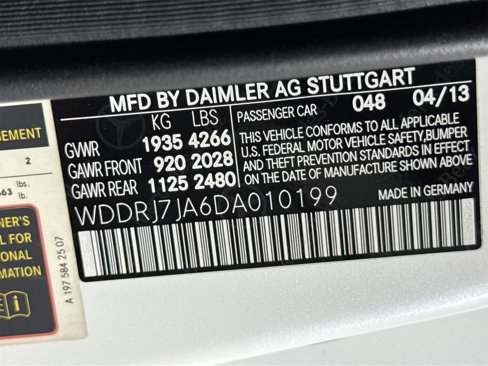 MFD BY DAIMLER AG STUTTGART
KG LBS PASSENGER CAR 048 04/13
GVWR 1935 4266
GAWR FRONT 920 2028
GAWR REAR 1125 2480
THIS VEHICLE CONFORMS TO ALL APPLICABLE
U.S. FEDERAL MOTOR VEHICLE SAFETY, BUMPER
AND THEFT PREVENTION STANDARDS IN EFFECT
ON THE DATE OF MANUFACTURE SHOWN ABOVE.
WDDRJ7JA6DA010199 MADE IN GERMANY
EMENT
2
lbs.
lb.
NER'S
L FOR
ONAL
MATION
A 197 584 25 07